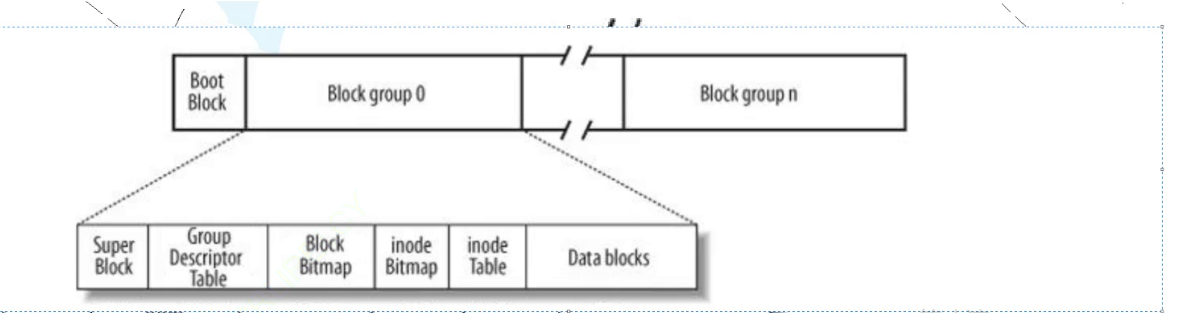 Boot
Block
Block group 0
Block group n
Super
Block
Group
Descriptor
Table
Block
Bitmap
inode
Bitmap
inode
Table
Data blocks